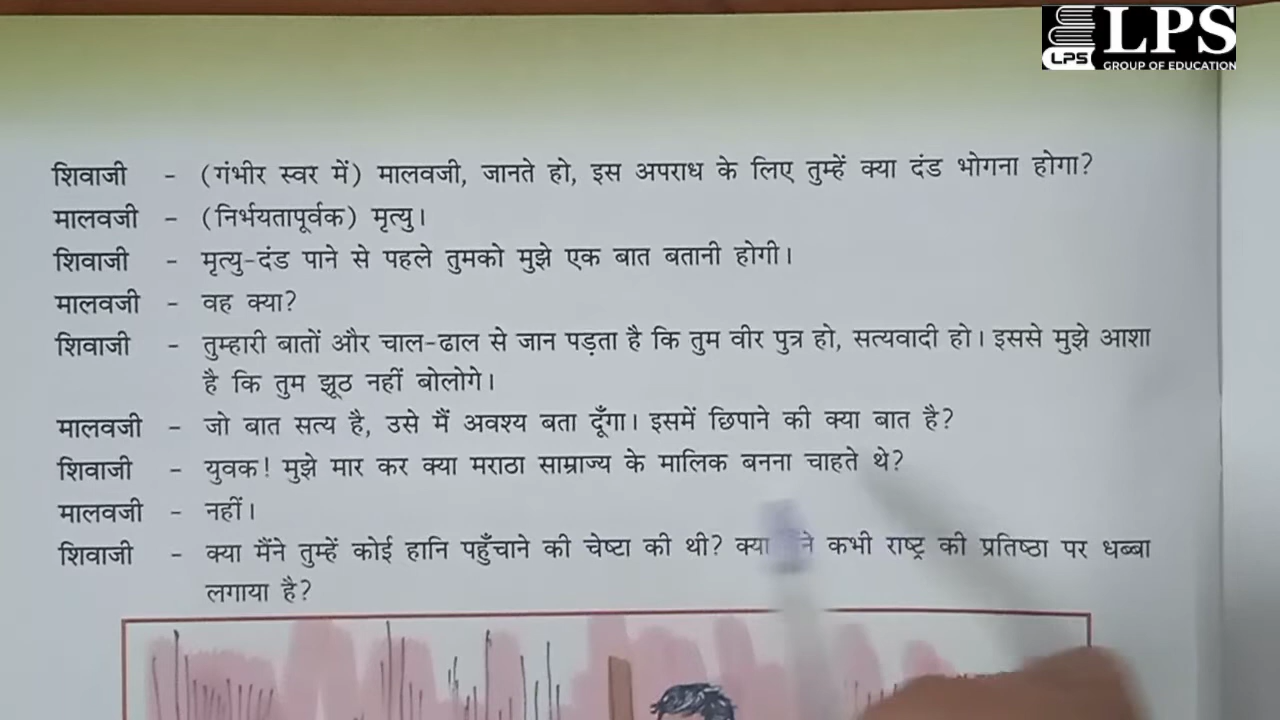 LPS
LPS
GROUP OF EDUCATION
शिवाजी - (गंभीर स्वर में) मालवजी, जानते हो, इस अपराध के लिए तुम्हें क्या दंड भोगना होगा?
मालवजी - (निर्भयतापूर्वक) मृत्यु।
शिवाजी - मृत्यु-दंड पाने से पहले तुमको मुझे एक बात बतानी होगी।
मालवजी - वह क्या?
शिवाजी - तुम्हारी बातों और चाल-ढाल से जान पड़ता है कि तुम वीर पुत्र हो, सत्यवादी हो। इससे मुझे आशा
है कि तुम झूठ नहीं बोलोगे।
मालवजी - जो बात सत्य है, उसे मैं अवश्य बता दूँगा। इसमें छिपाने की क्या बात है?
शिवाजी - युवक! मुझे मार कर क्या मराठा साम्राज्य के मालिक बनना चाहते थे?
मालवजी - नहीं।
शिवाजी - क्या मैंने तुम्हें कोई हानि पहुँचाने की चेष्टा की थी? क्या कभी राष्ट्र की प्रतिष्ठा पर धब्बा
लगाया है?